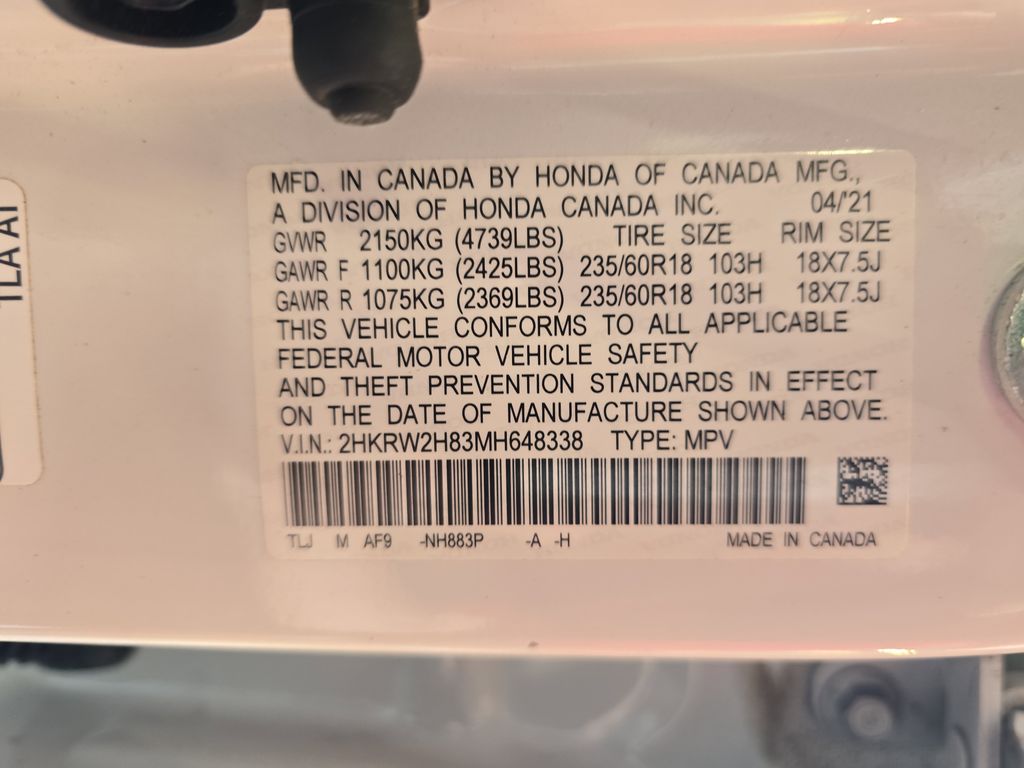 MFD. IN CANADA BY HONDA OF CANADA MFG.,
A DIVISION OF HONDA CANADA INC. 04/'21
GVWR 2150KG (4739LBS) TIRE SIZE RIM SIZE
GAWR F 1100KG (2425LBS) 235/60R18 103H 18X7.5J
GAWR R 1075KG (2369LBS) 235/60R18 103H 18X7.5J
THIS VEHICLE CONFORMS TO ALL APPLICABLE
FEDERAL MOTOR VEHICLE SAFETY
AND THEFT PREVENTION STANDARDS IN EFFECT
ON THE DATE OF MANUFACTURE SHOWN ABOVE.
V.I.N.: 2HKRW2H83MH648338 TYPE: MPV
TLJ M AF9 -NH883P -A -H MADE IN CANADA
TLA A1